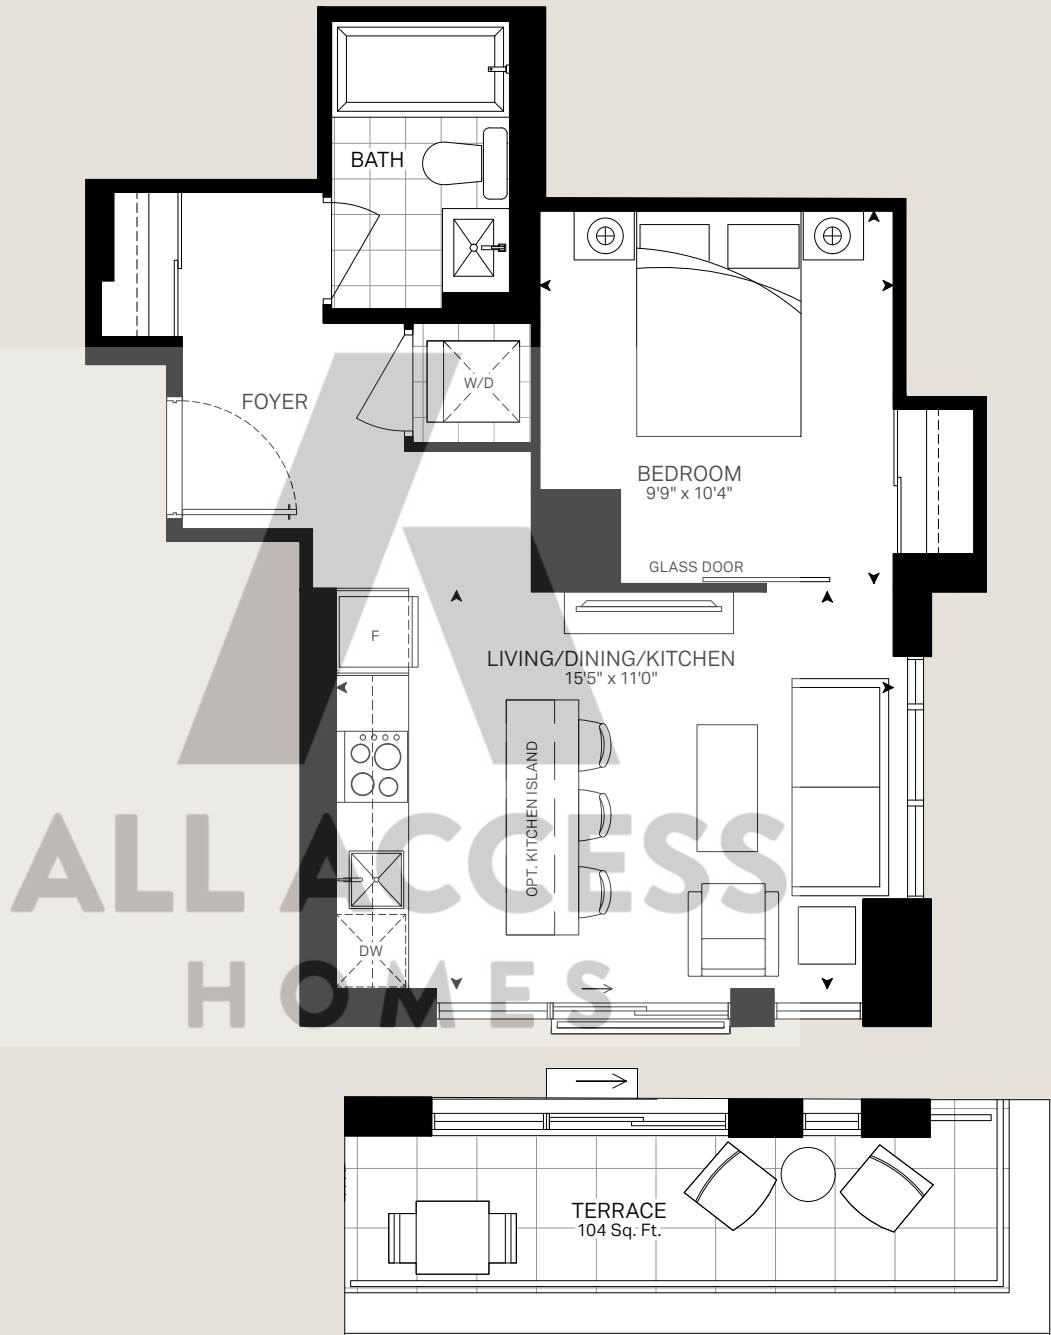 BATH
W/D
FOYER
BEDROOM
9'9" x 10'4"
GLASS DOOR
F
LIVING/DINING/KITCHEN
15'5" x 11'0"
OPT. KITCHEN ISLAND
ALL ACCESS
DW
HOMES
TERRACE
104 Sq. Ft.